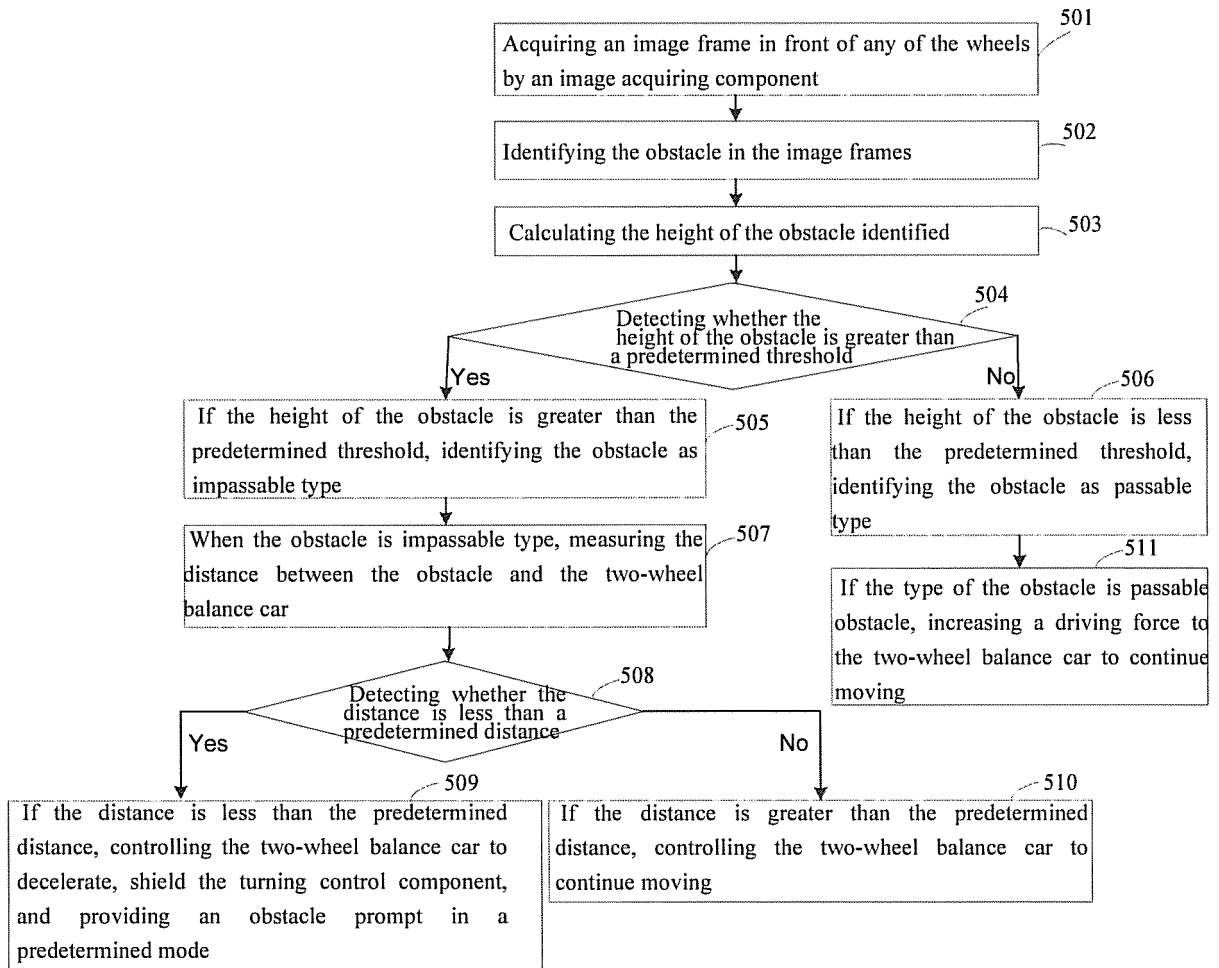 501
Acquiring an image frame in front of any of the wheels
by an image acquiring component
502
Identifying the obstacle in the image frames
503
Calculating the height of the obstacle identified
504
Detecting whether the
height of the obstacle is greater than
a predetermined threshold
Yes
No
505
If the height of the obstacle is greater than the
predetermined threshold, identifying the obstacle as
impassable type
506
If the height of the obstacle is less
than the predetermined threshold,
identifying the obstacle as passable
type
507
When the obstacle is impassable type, measuring the
distance between the obstacle and the two-wheel
balance car
511
If the type of the obstacle is passable
obstacle, increasing a driving force to
the two-wheel balance car to continue
moving
508
Detecting whether the
distance is less than a
predetermined distance
Yes
No
509
If the distance is less than the predetermined
distance, controlling the two-wheel balance car to
decelerate, shield the turning control component,
and providing an obstacle prompt in a
predetermined mode
510
If the distance is greater than the predetermined
distance, controlling the two-wheel balance car to
continue moving